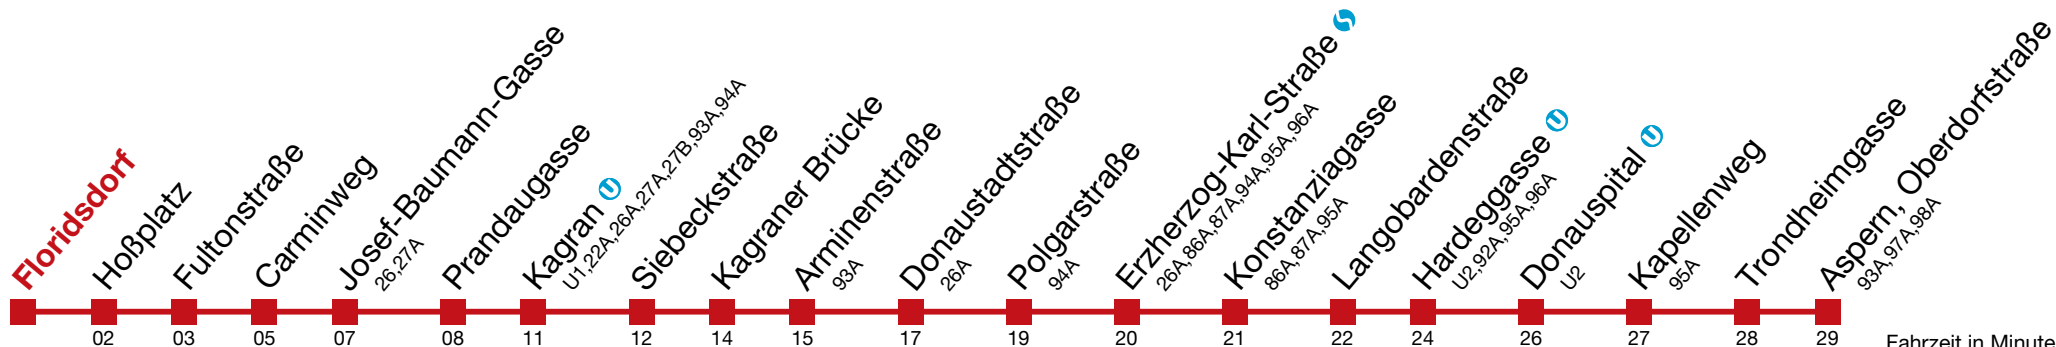 Floridsdorf
Hoßplatz
Fultonstraße
Carminweg
Josef-Baumann-Gasse
26,27A
Prandaugasse
Kagran U
U1,22A,26A,27A,27B,93A,94A
Siebeckstraße
Kagraner Brücke
Arminenstraße
93A
Donaustadtstraße
26A
Polgarstraße
94A
Erzherzog-Karl-Straße S
26A,86A,87A,94A,95A,96A
Konstanziagasse
86A,87A,95A
Langobardenstraße
Hardeggasse U
U2,92A,95A,96A
Donauspital U
U2
Kapellenweg
95A
Trondheimgasse
Aspern, Oberdorfstraße
93A,97A,98A
02 03 05 07 08 11 12 14 15 17 19 20 21 22 24 26 27 28 29 Fahrzeit in Minute